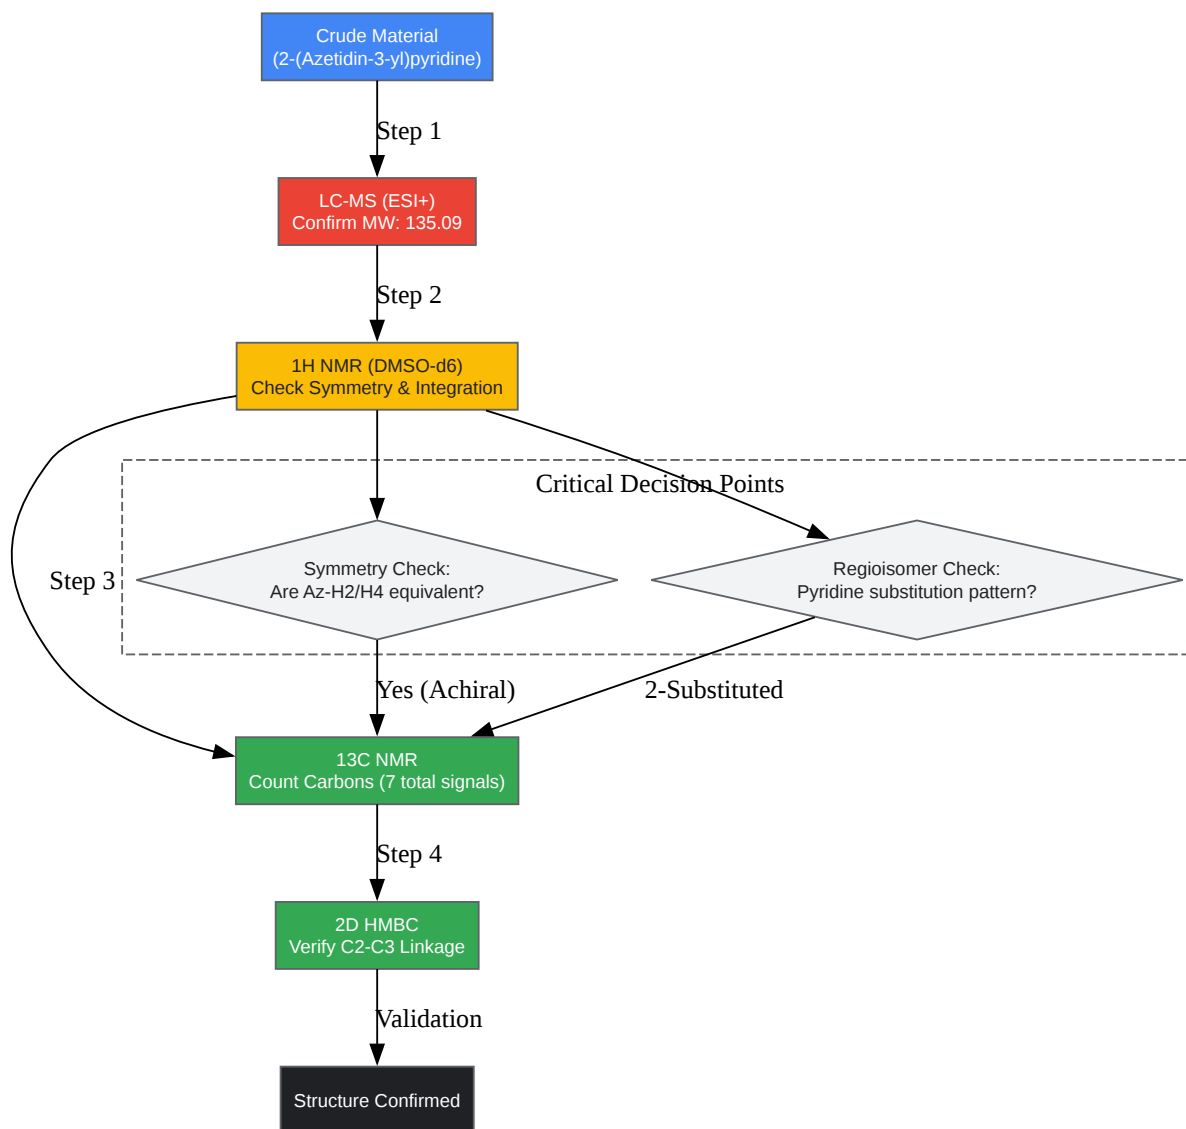 Crude Material
(2-(Azetidin-3-yl)pyridine)
Step 1
LC-MS (ESI+)
Confirm MW: 135.09
Step 2
1H NMR (DMSO-d6)
Check Symmetry & Integration
Critical Decision Points
Step 3
Symmetry Check:
Are Az-H2/H4 equivalent?
Regioisomer Check:
Pyridine substitution pattern?
Yes (Achiral)
2-Substituted
13C NMR
Count Carbons (7 total signals)
Step 4
2D HMBC
Verify C2-C3 Linkage
Validation
Structure Confirmed